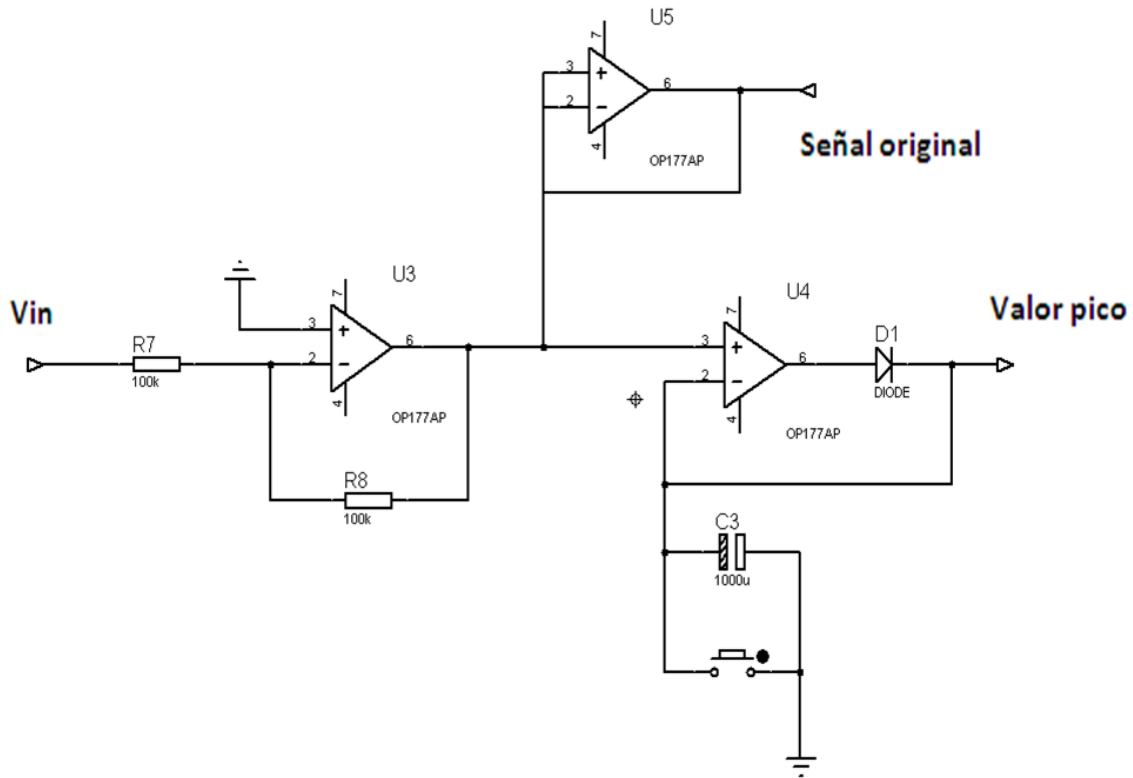 U5
7
3
+
6
2
−
4
OP177AP
Señal original
U3
7
3
+
6
2
−
4
OP177AP
Vin
R7
100k
R8
100k
U4
7
3
+
6
2
−
4
OP177AP
D1
DIODE
Valor pico
C3
1000u